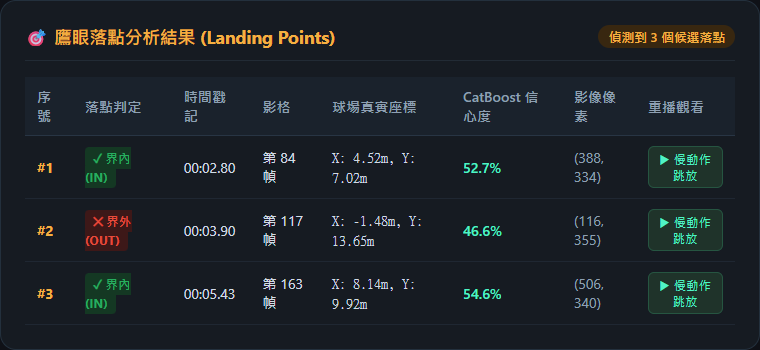 🎯 鷹眼落點分析結果 (Landing Points)
偵測到 3 個候選落點
序號 落點判定 時間戳記 影格 球場真實座標 CatBoost 信心度 影像像素 重播觀看
#1 ✓ 界內 (IN) 00:02.80 第 84 幀 X: 4.52m, Y: 7.02m 52.7% (388, 334) ▶ 慢動作跳放
#2 ✕ 界外 (OUT) 00:03.90 第 117 幀 X: -1.48m, Y: 13.65m 46.6% (116, 355) ▶ 慢動作跳放
#3 ✓ 界內 (IN) 00:05.43 第 163 幀 X: 8.14m, Y: 9.92m 54.6% (506, 340) ▶ 慢動作跳放